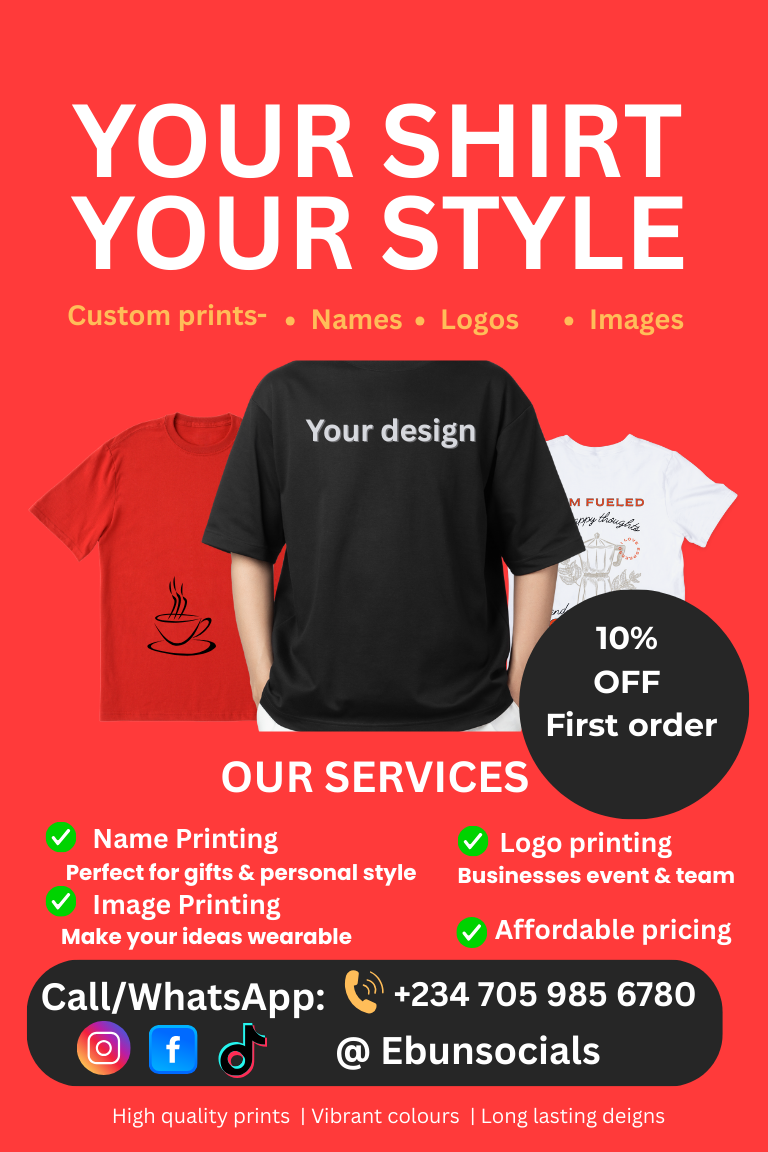 YOUR SHIRT
YOUR STYLE
Custom prints- • Names • Logos • Images
Your design
FUELED
thoughts
10%
OFF
First order
OUR SERVICES
Name Printing
Perfect for gifts & personal style
Image Printing
Make your ideas wearable
Logo printing
Businesses event & team
Affordable pricing
Call/WhatsApp: +234 705 985 6780
@ Ebunsocials
High quality prints | Vibrant colours | Long lasting deigns